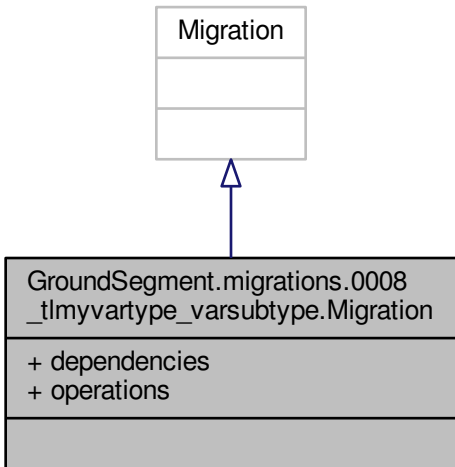 Migration
GroundSegment.migrations.0008
_tlmyvartype_varsubtype.Migration
+ dependencies
+ operations